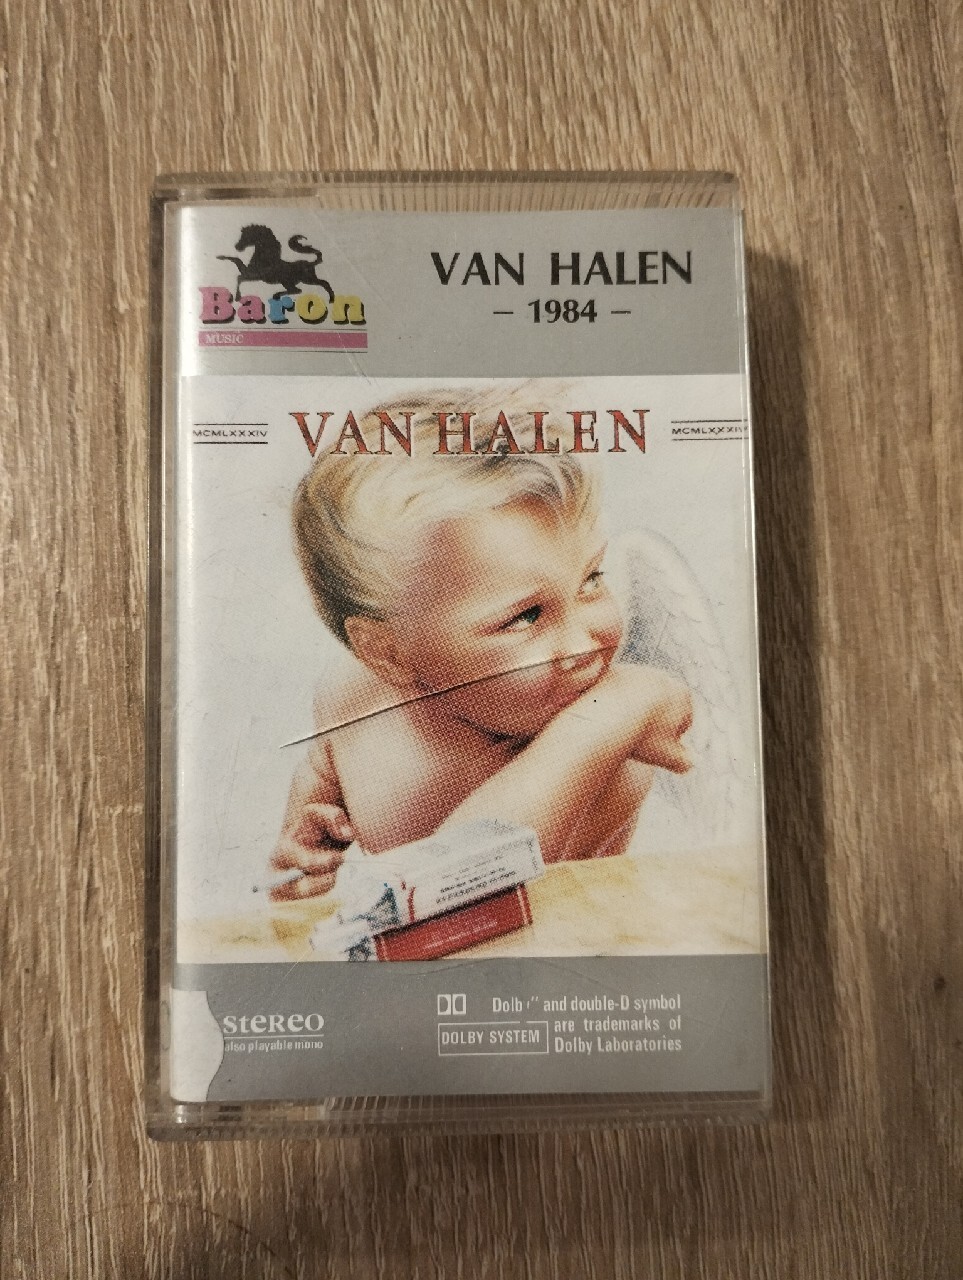 Baron
MUSIC
VAN HALEN
– 1984 –
MCMLXXXIV
VAN HALEN
MCMLXXXIV
steReo
also playable mono
Dolb and double-D symbol
DOLBY SYSTEM
are trademarks of
Dolby Laboratories